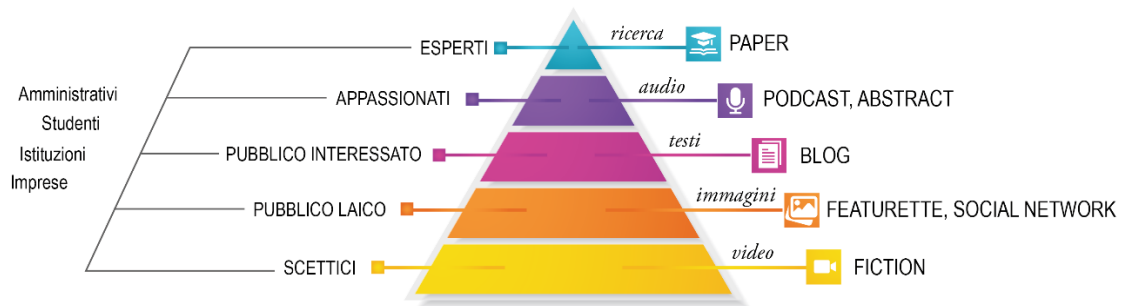 ESPERTI ricerca PAPER
Amministrativi
APPASSIONATI audio PODCAST, ABSTRACT
Studenti
Istituzioni
PUBBLICO INTERESSATO testi BLOG
Imprese
PUBBLICO LAICO immagini FEATURETTE, SOCIAL NETWORK
SCETTICI video FICTION